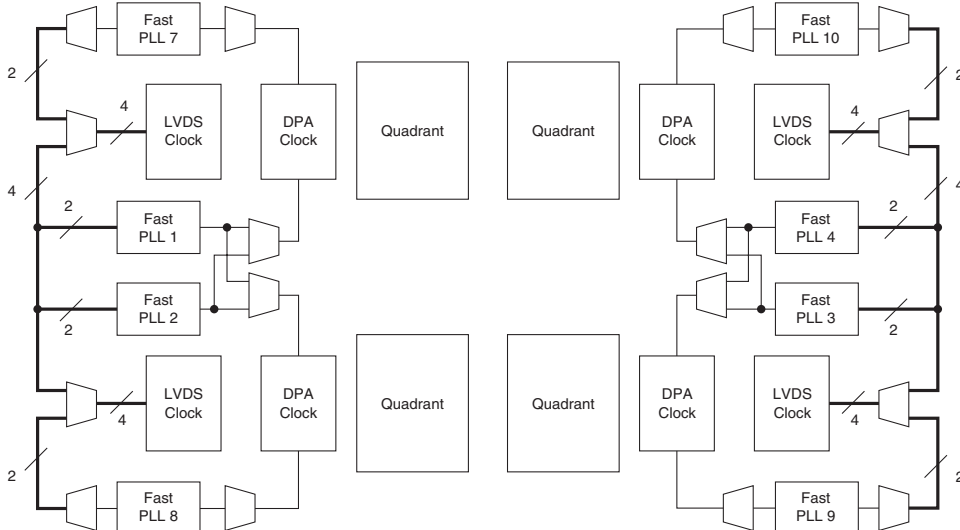 Fast
PLL 7
Fast
PLL 10
2
2
4
LVDS
Clock
DPA
Clock
Quadrant
Quadrant
DPA
Clock
LVDS
Clock
4
4
4
2
Fast
PLL 1
Fast
PLL 4
2
2
Fast
PLL 2
Fast
PLL 3
2
4
LVDS
Clock
DPA
Clock
Quadrant
Quadrant
DPA
Clock
LVDS
Clock
4
2
2
Fast
PLL 8
Fast
PLL 9